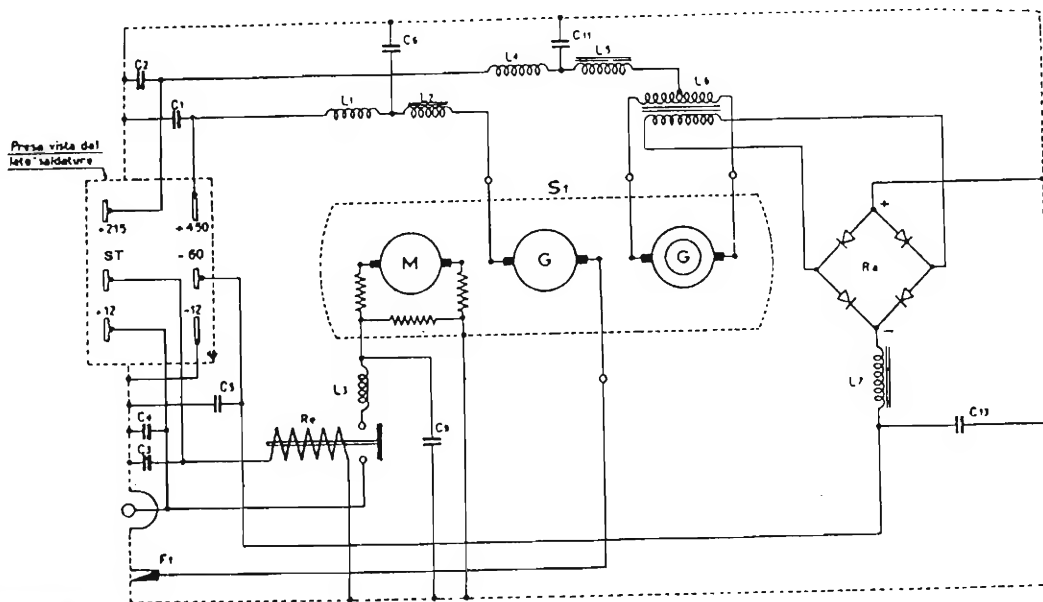 C6
C11
L4
L5
C2
L6
L1
L2
C1
Presa vista dal
lato saldature
S1
+215
+450
+
ST
-60
M
G
G
Ra
+12
-12
-
L3
L7
C5
Re
C9
C13
C4
C3
F1